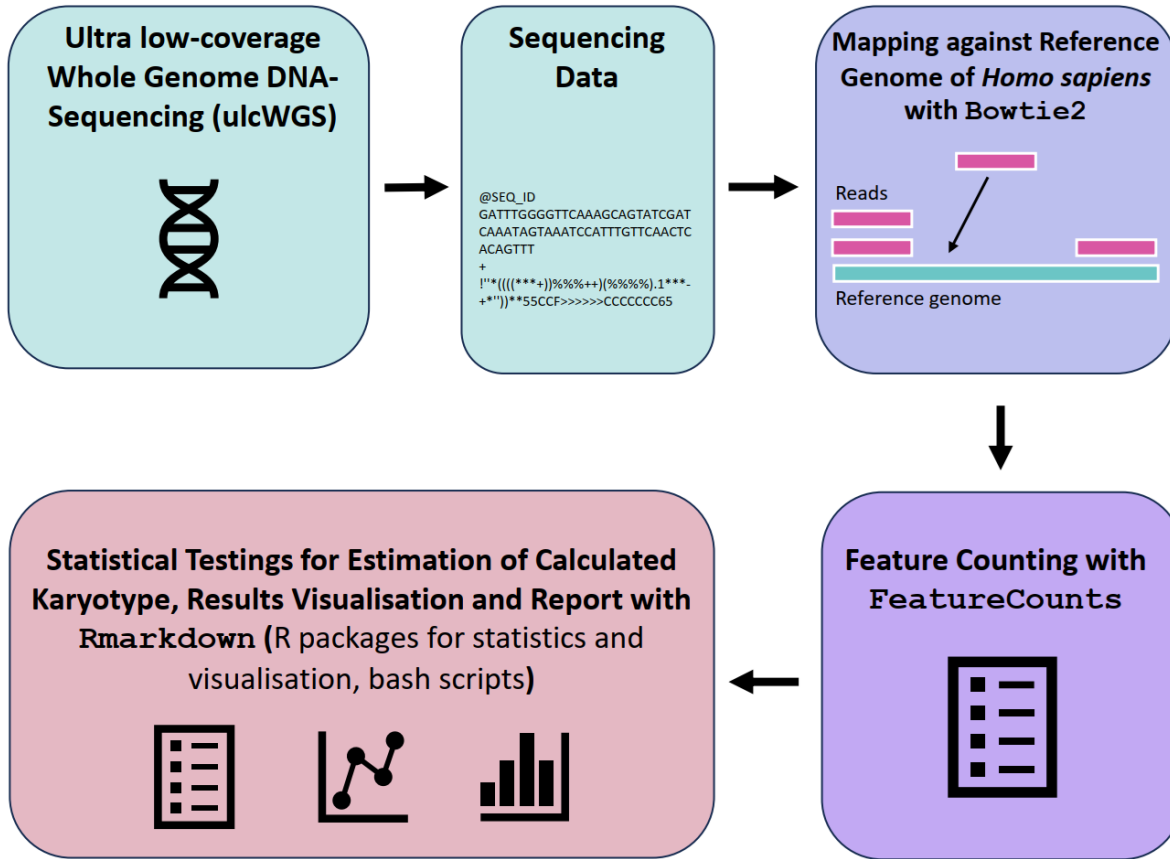 Ultra low-coverage
Whole Genome DNA-
Sequencing (ulcWGS)
Sequencing
Data
@SEQ_ID
GATTTGGGGTTCAAAGCAGTATCGAT
CAAATAGTAAATCCATTTGTTCAACTC
ACAGTTT
+
!''*((((***+))%%%++)(%%%%).1***-
+*''))**55CCF>>>>>>CCCCCCC65
Mapping against Reference
Genome of Homo sapiens
with Bowtie2
Reads
Reference genome
Feature Counting with
FeatureCounts
Statistical Testings for Estimation of Calculated
Karyotype, Results Visualisation and Report with
Rmarkdown (R packages for statistics and
visualisation, bash scripts)